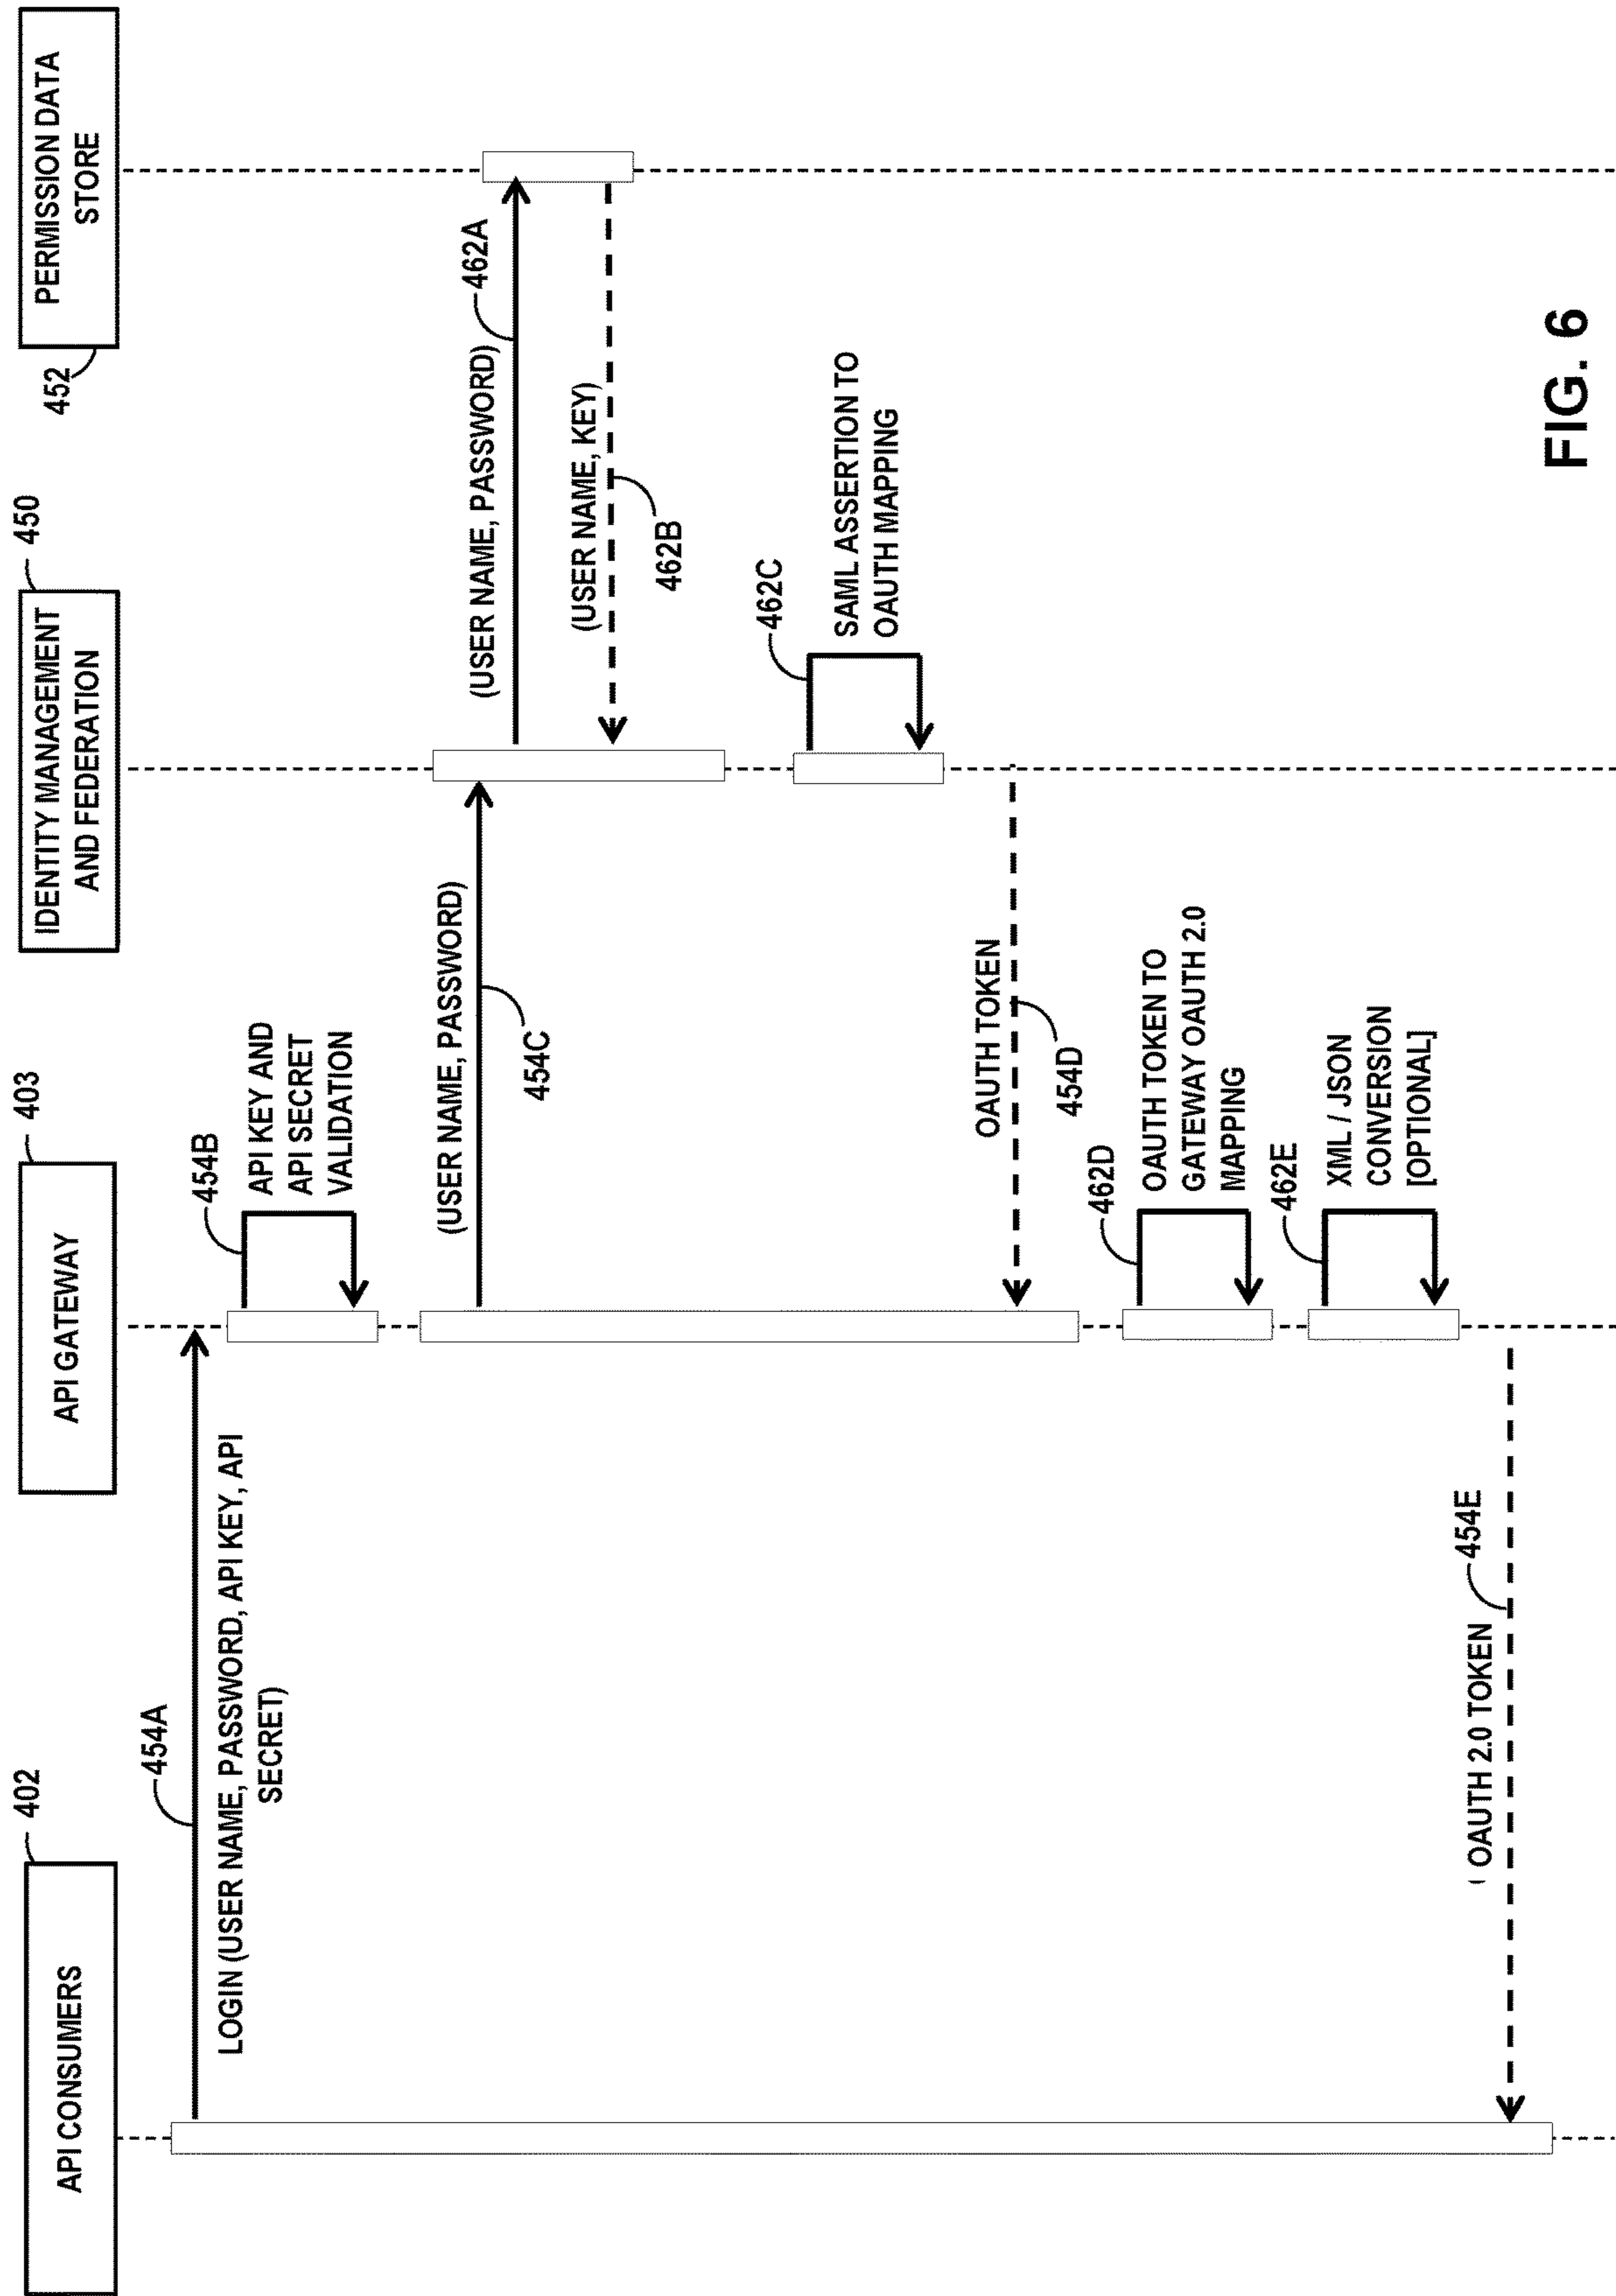 API CONSUMERS
402
API GATEWAY
403
IDENTITY MANAGEMENT
AND FEDERATION
450
PERMISSION DATA
STORE
452
454A
LOGIN (USER NAME, PASSWORD, API KEY, API
SECRET)
454B
API KEY AND
API SECRET
VALIDATION
(USER NAME, PASSWORD)
454C
(USER NAME, PASSWORD)
462A
(USER NAME, KEY)
462B
462C
SAML ASSERTION TO
OAUTH MAPPING
OAUTH TOKEN
454D
462D
OAUTH TOKEN TO
GATEWAY OAUTH 2.0
MAPPING
462E
XML / JSON
CONVERSION
[OPTIONAL]
( OAUTH 2.0 TOKEN
454E
FIG. 6